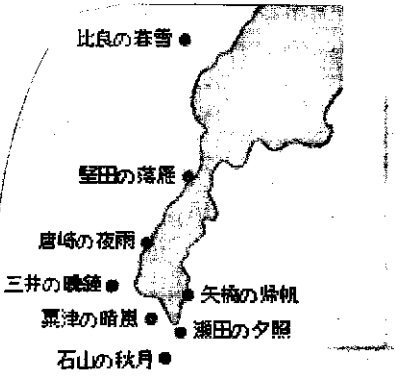 比良の暮雪
堅田の落雁
唐崎の夜雨
三井の晩鐘
矢橋の帰帆
粟津の晴嵐
瀬田の夕照
石山の秋月